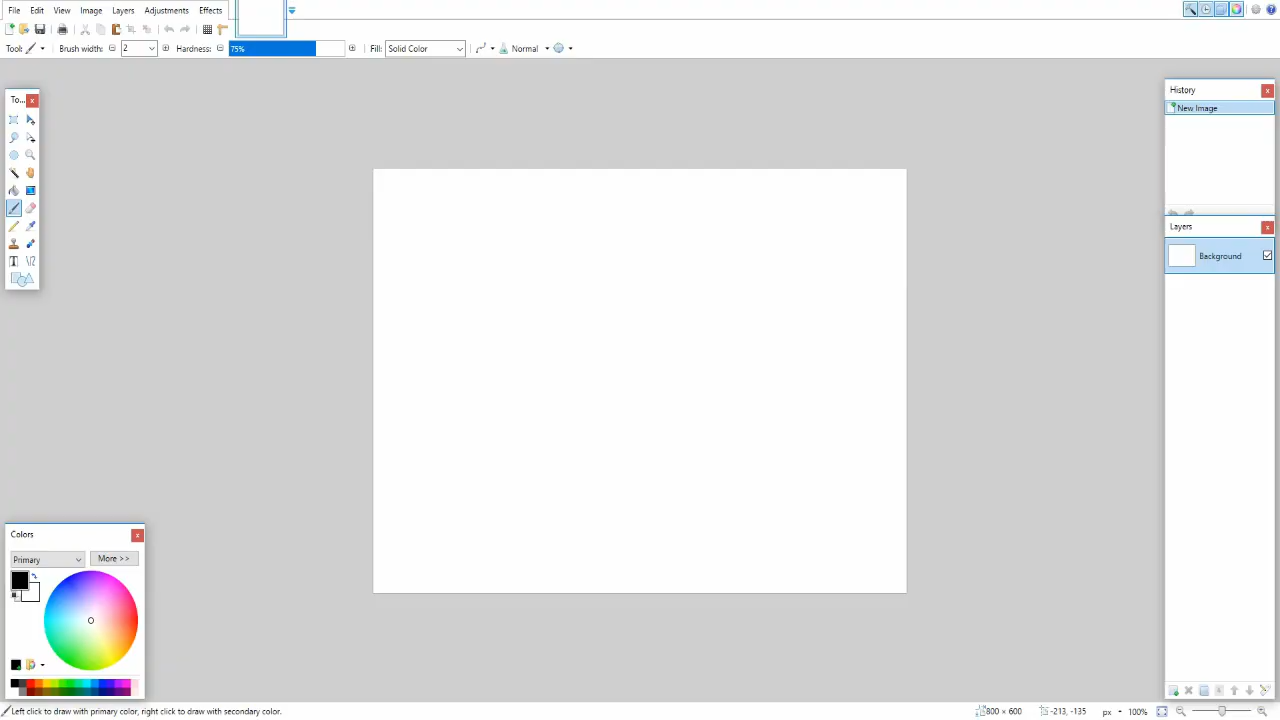 File Edit View Image Layers Adjustments Effects
Tool: Brush width: 2 Hardness: 75% Fill: Solid Color Normal
To...
History
New Image
Layers
Background
Colors
Primary More >>
Left click to draw with primary color, right click to draw with secondary color. 800 × 600 -213, -135 px 100%